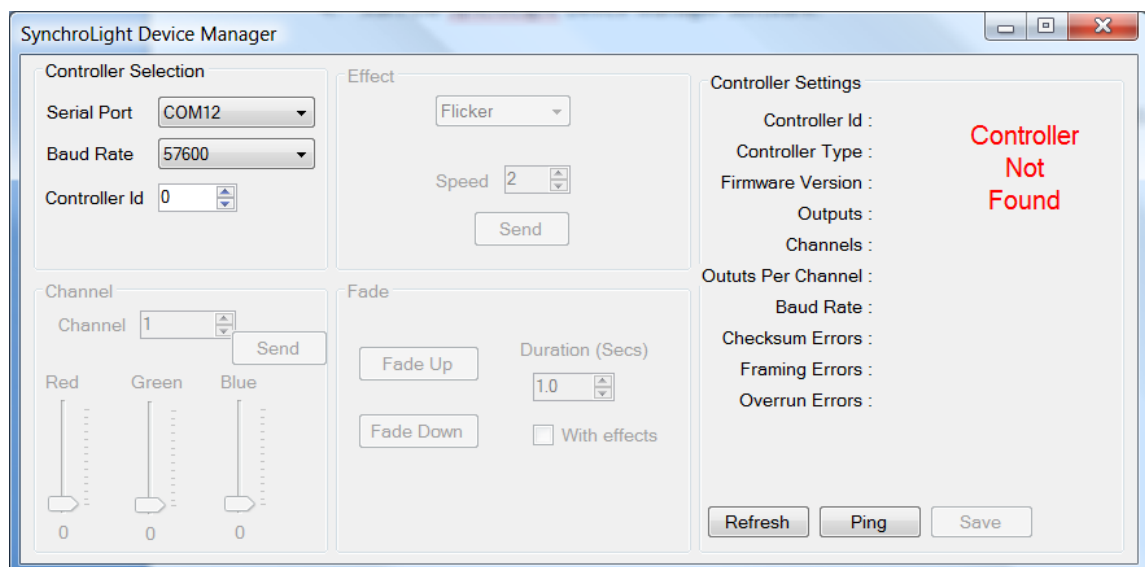 SynchroLight Device Manager
Controller Selection
Serial Port COM12
Baud Rate 57600
Controller Id 0
Effect
Flicker
Speed 2
Send
Channel
Channel 1
Send
Red Green Blue
0 0 0
Fade
Fade Up
Duration (Secs)
1.0
Fade Down
With effects
Controller Settings
Controller Id :
Controller Type :
Firmware Version :
Outputs :
Channels :
Oututs Per Channel :
Baud Rate :
Checksum Errors :
Framing Errors :
Overrun Errors :
Controller
Not
Found
Refresh Ping Save